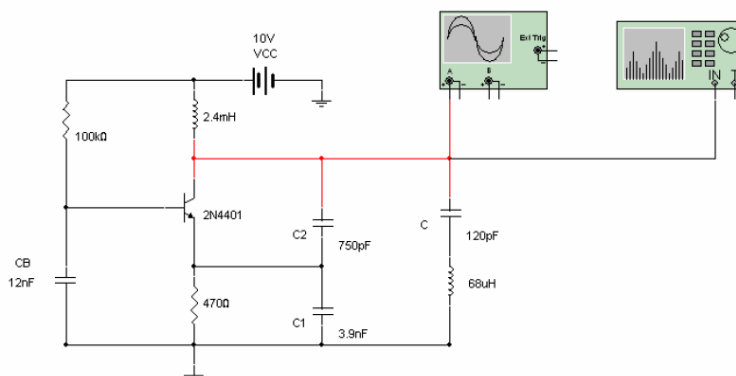 10V
VCC
Ext Trig
A
B
IN
T
2.4mH
100kΩ
2N4401
C2
750pF
C
120pF
CB
12nF
470Ω
68uH
C1
3.9nF